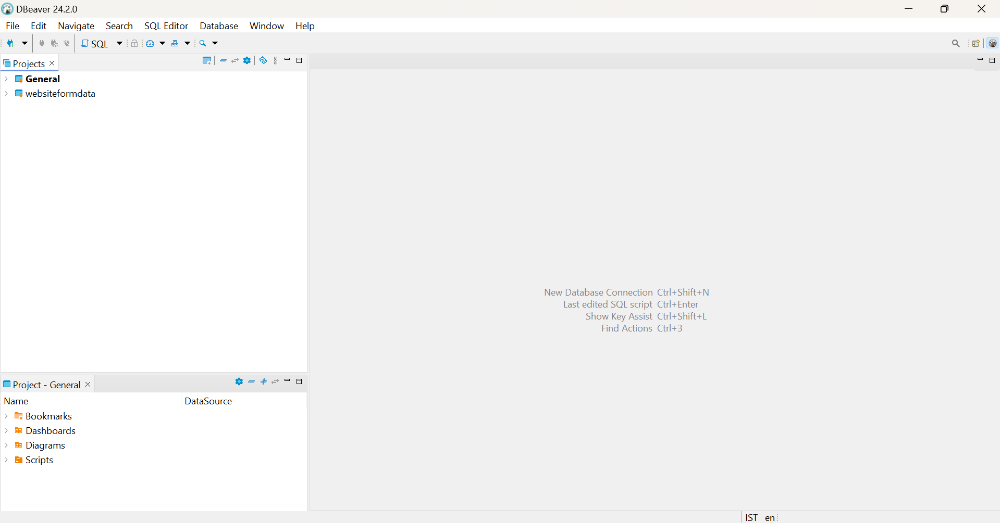 DBeaver 24.2.0
File Edit Navigate Search SQL Editor Database Window Help
SQL
Projects
General
websiteformdata
New Database Connection Ctrl+Shift+N
Last edited SQL script Ctrl+Enter
Show Key Assist Ctrl+Shift+L
Find Actions Ctrl+3
Project - General
Name DataSource
Bookmarks
Dashboards
Diagrams
Scripts
IST en